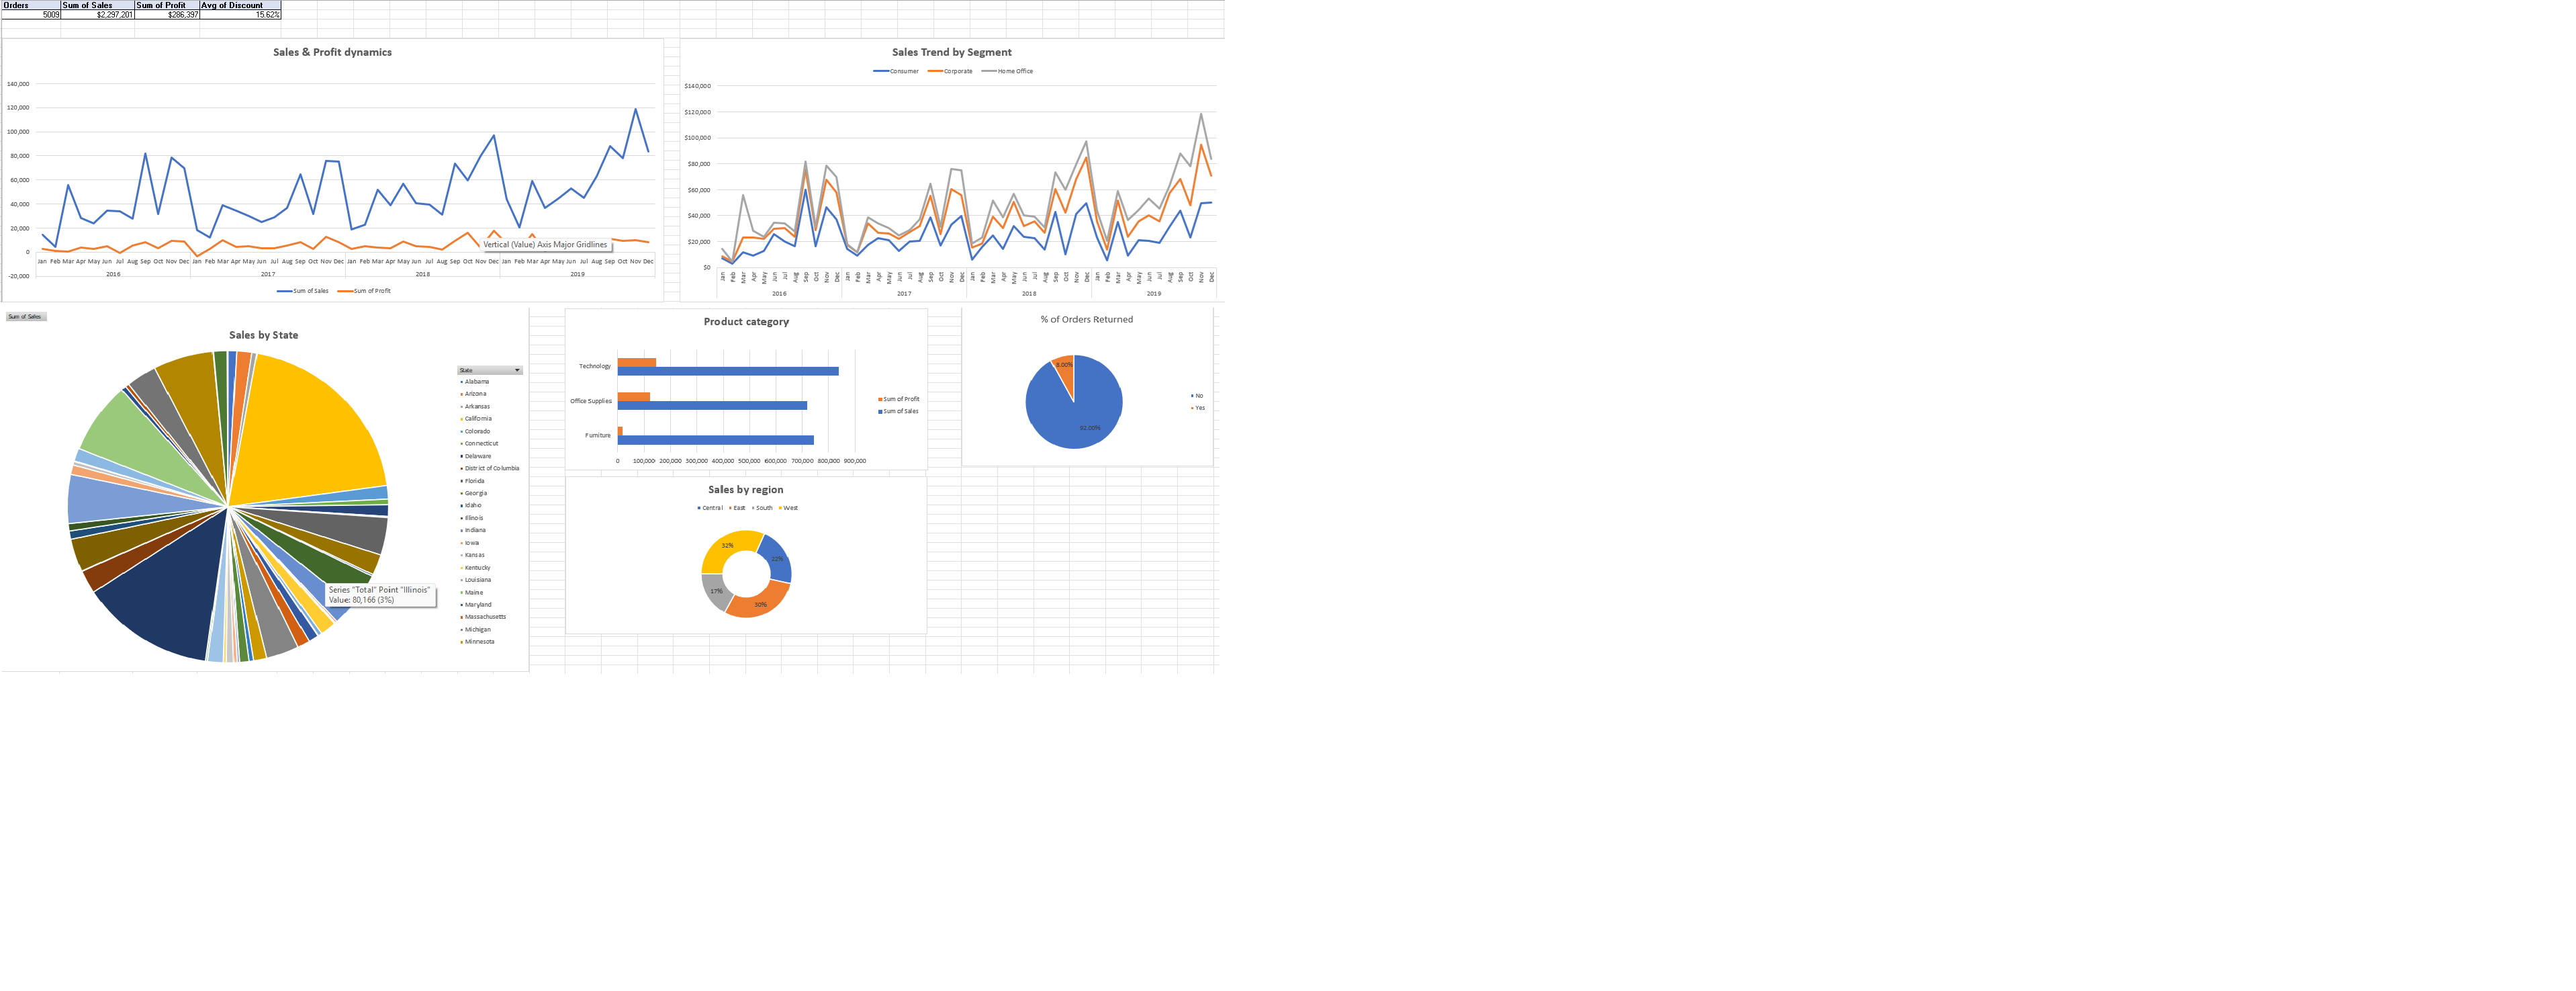 Orders Sum of Sales Sum of Profit Avg of Discount
5009 $2,297,201 $286,397 15.62%
Sales & Profit dynamics
140,000
120,000
100,000
80,000
60,000
40,000
20,000
0
-20,000
Jan Feb Mar Apr May Jun Jul Aug Sep Oct Nov Dec Jan Feb Mar Apr May Jun Jul Aug Sep Oct Nov Dec Jan Feb Mar Apr May Jun Jul Aug Sep Oct Nov Dec Jan Feb Mar Apr May Jun Jul Aug Sep Oct Nov Dec
2016 2017 2018 2019
Vertical (Value) Axis Major Gridlines
Sum of Sales Sum of Profit
Sales Trend by Segment
Consumer Corporate Home Office
$140,000
$120,000
$100,000
$80,000
$60,000
$40,000
$20,000
$0
Jan Feb Mar Apr May Jun Jul Aug Sep Oct Nov Dec Jan Feb Mar Apr May Jun Jul Aug Sep Oct Nov Dec Jan Feb Mar Apr May Jun Jul Aug Sep Oct Nov Dec Jan Feb Mar Apr May Jun Jul Aug Sep Oct Nov Dec
2016 2017 2018 2019
Sum of Sales
Sales by State
State
Alabama
Arizona
Arkansas
California
Colorado
Connecticut
Delaware
District of Columbia
Florida
Georgia
Idaho
Illinois
Indiana
Iowa
Kansas
Kentucky
Louisiana
Maine
Maryland
Massachusetts
Michigan
Minnesota
Series "Total" Point "Illinois"
Value: 80,166 (3%)
Product category
Technology
Office Supplies
Furniture
0 100,000 200,000 300,000 400,000 500,000 600,000 700,000 800,000 900,000
Sum of Profit
Sum of Sales
% of Orders Returned
8.00%
92.00%
No
Yes
Sales by region
Central East South West
32%
22%
17%
30%